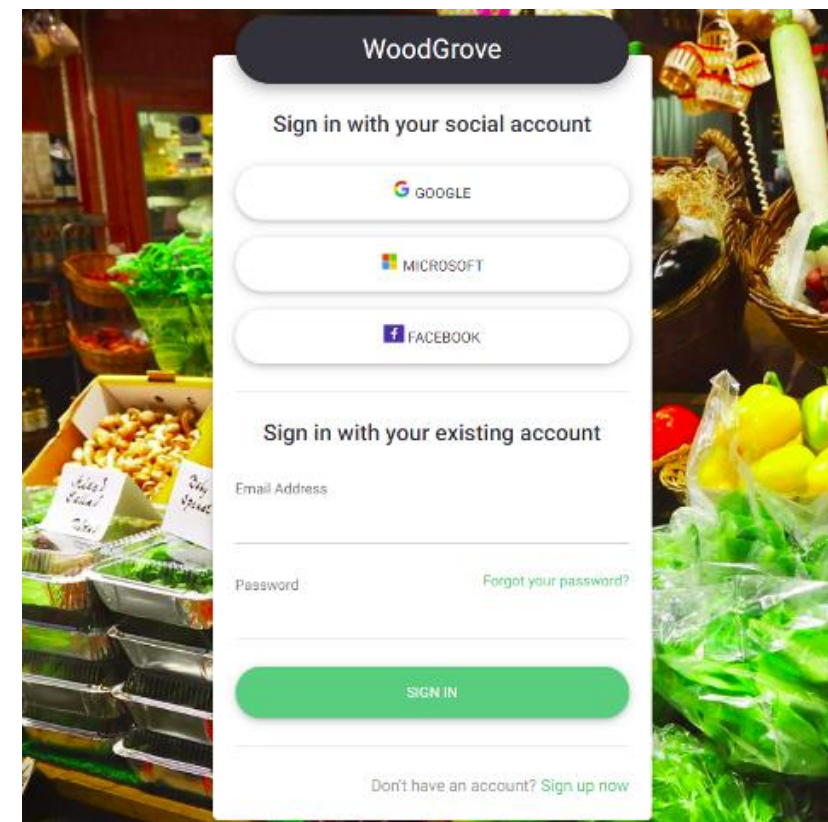 WoodGrove
Sign in with your social account
GOOGLE
MICROSOFT
f FACEBOOK
Sign in with your existing account
Email Address
Password
Forgot your password?
SIGN IN
Don't have an account? Sign up now